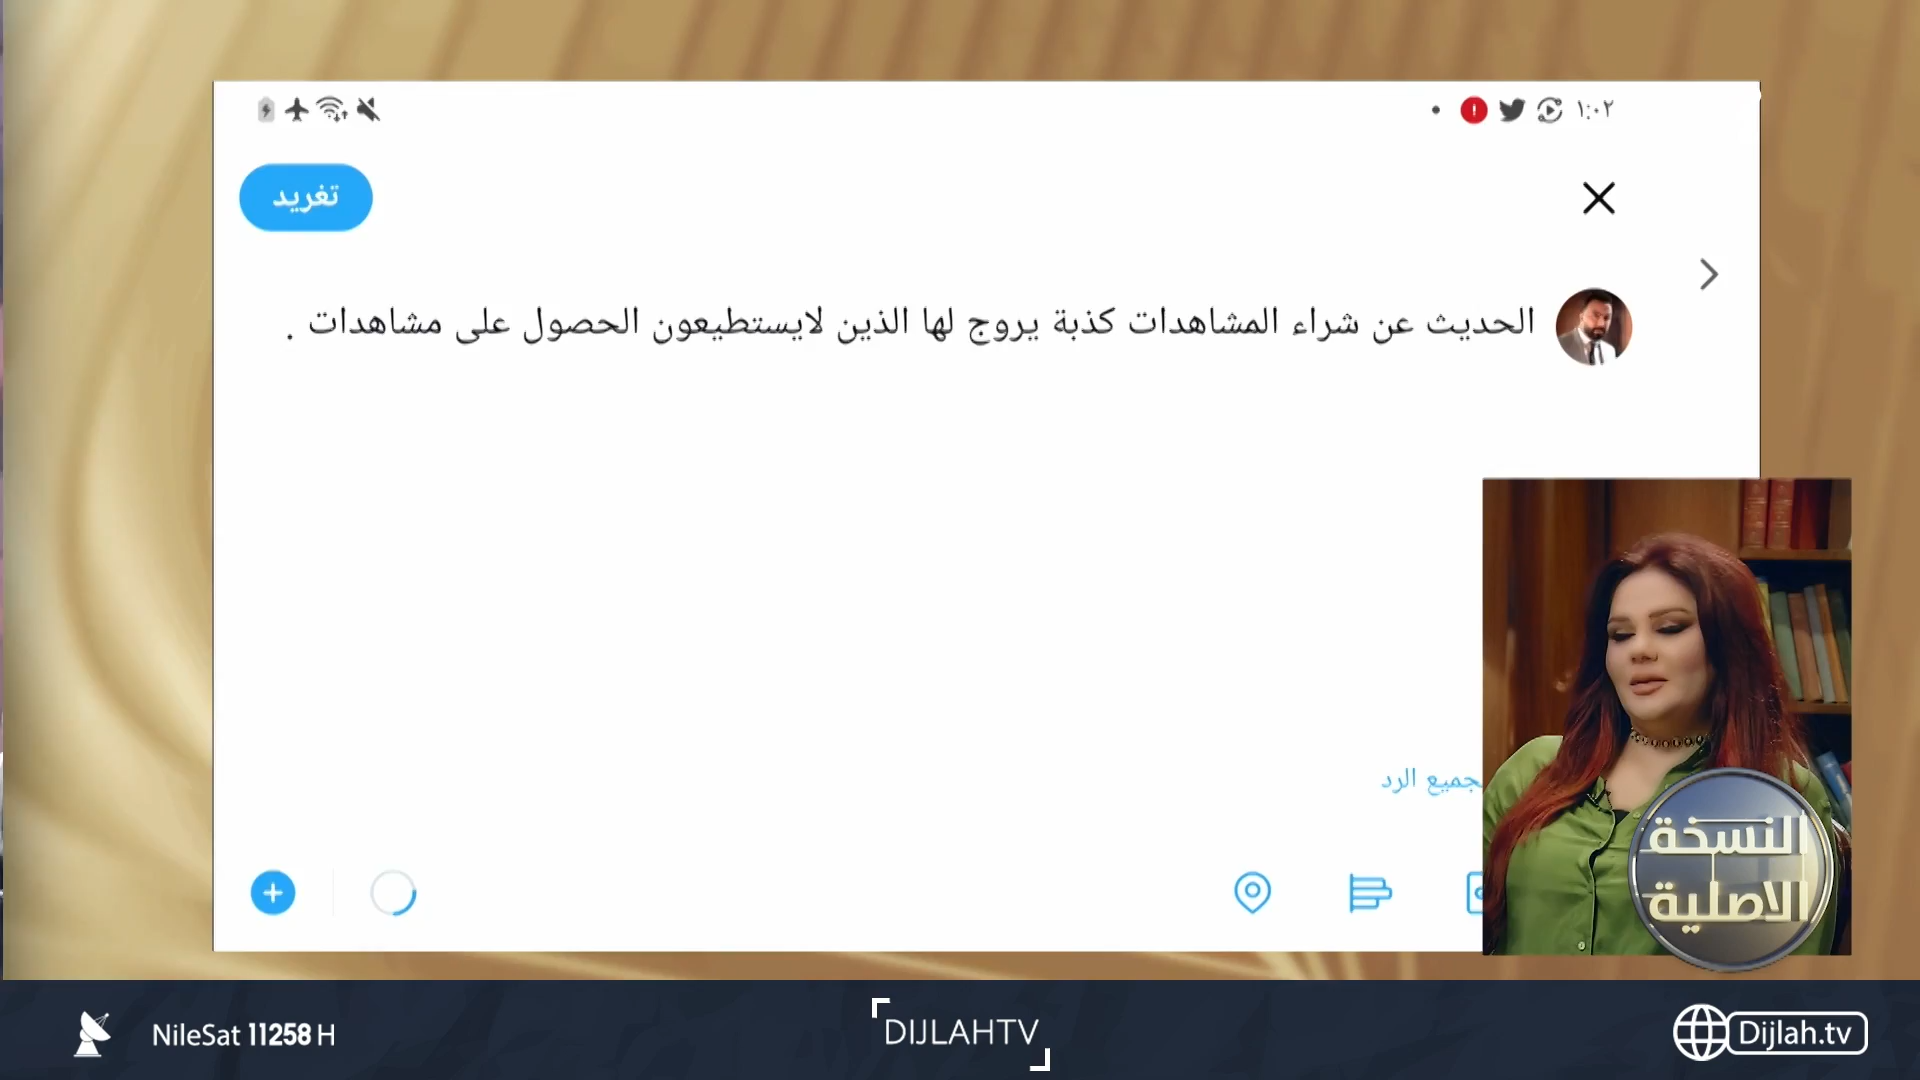 ١:٠٢
تغريد
الحديث عن شراء المشاهدات كذبة يروج لها الذين لايستطيعون الحصول على مشاهدات .
جميع الرد
النسخة
الاصلية
NileSat 11258 H
DIJLAHTV
Dijlah.tv